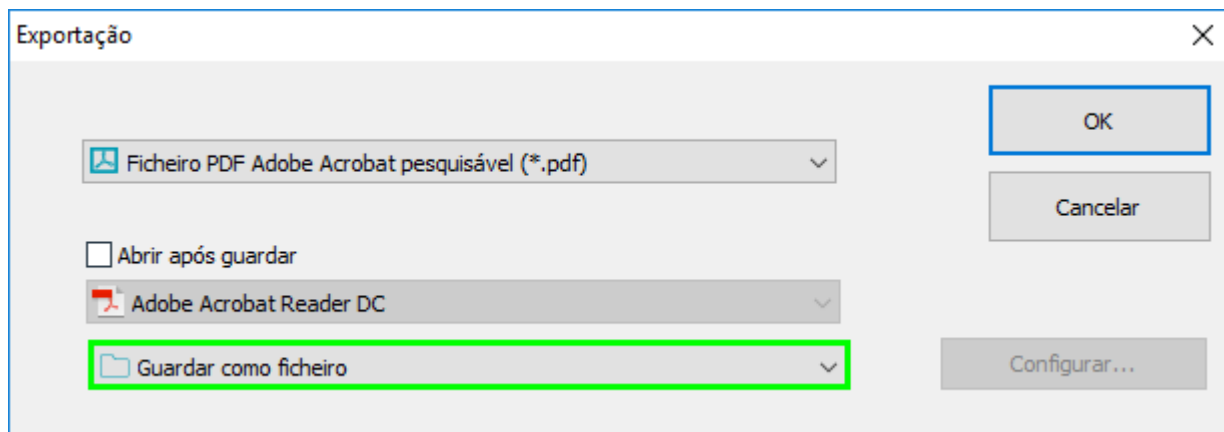 Exportação
OK
Ficheiro PDF Adobe Acrobat pesquisável (*.pdf)
Cancelar
Abrir após guardar
Adobe Acrobat Reader DC
Guardar como ficheiro
Configurar...